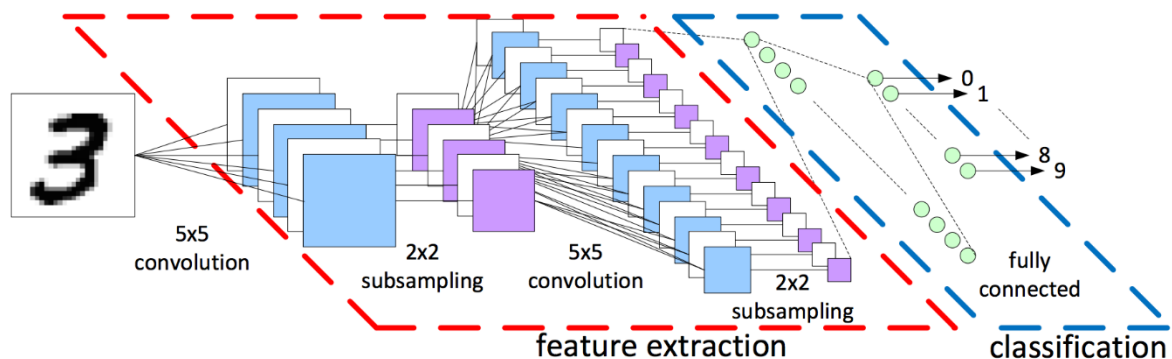 3
0
1
8
9
5x5
convolution
2x2
subsampling
5x5
convolution
2x2
subsampling
fully
connected
feature extraction
classification